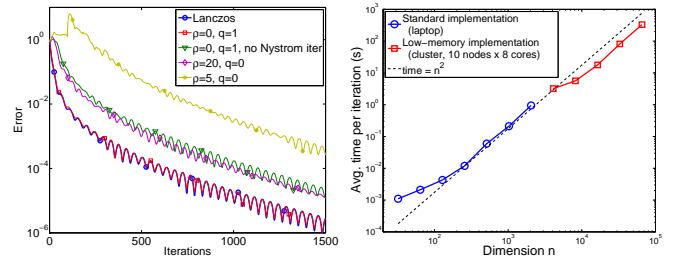 Lanczos
ρ=0, q=1
ρ=0, q=1, no Nystrom iter
ρ=20, q=0
ρ=5, q=0
10^0
10^-2
10^-4
10^-6
Error
0
500
1000
1500
Iterations
Standard implementation
(laptop)
Low-memory implementation
(cluster, 10 nodes x 8 cores)
time = n^2
10^3
10^2
10^1
10^0
10^-1
10^-2
10^-3
10^-4
Avg. time per iteration (s)
10^2
10^3
10^4
10^5
Dimension n